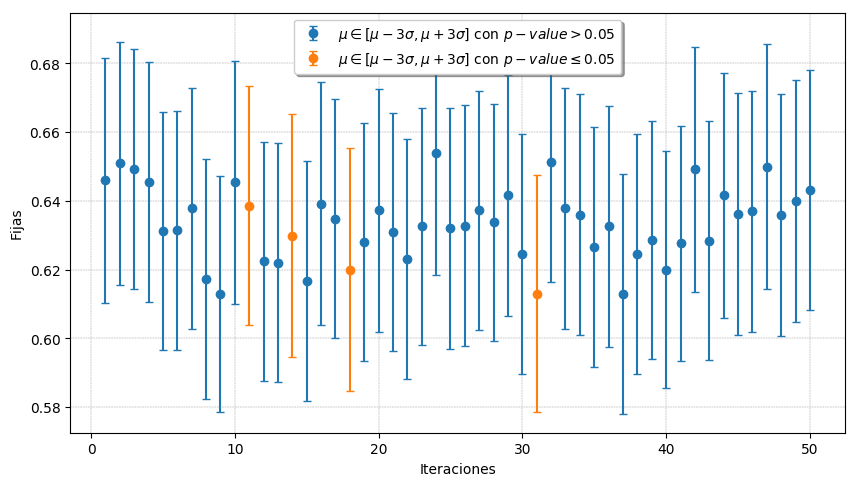 μ ∈ [μ − 3σ, μ + 3σ] con p − value > 0.05
μ ∈ [μ − 3σ, μ + 3σ] con p − value ≤ 0.05
Fijas
0.68
0.66
0.64
0.62
0.60
0.58
0 10 20 30 40 50
Iteraciones